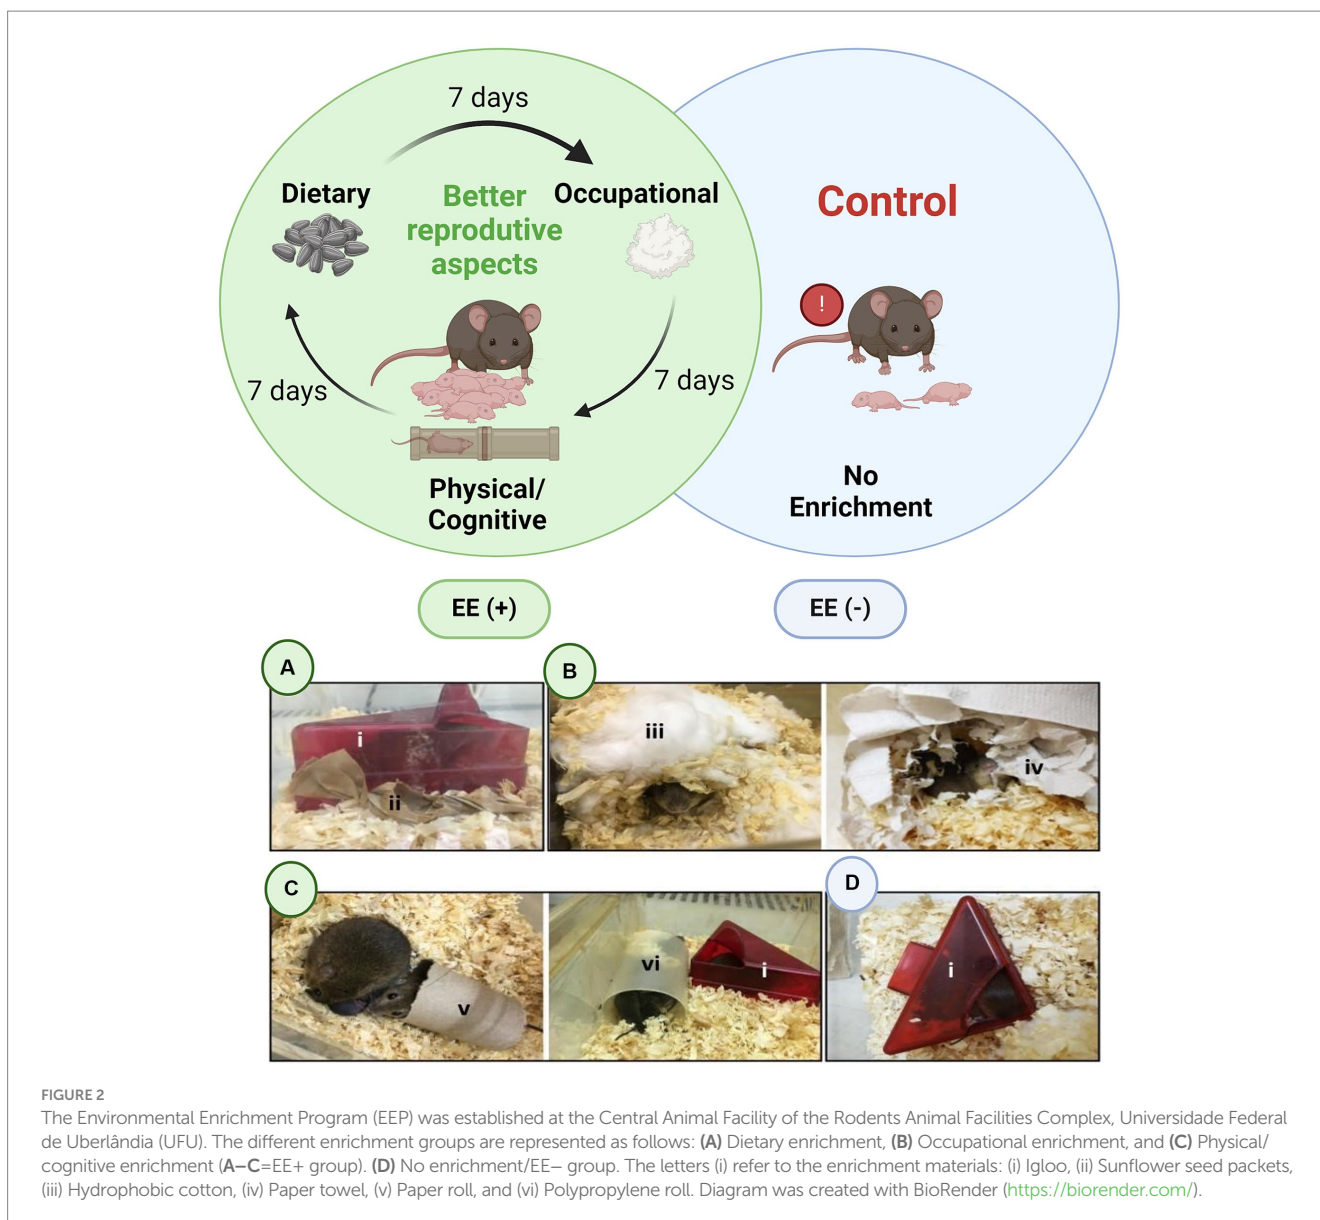 7 days
Dietary
Better
reprodutive
aspects
Occupational
7 days
7 days
Physical/
Cognitive
Control
!
No
Enrichment
EE (+)
EE (-)
A
i
ii
B
iii
iv
C
v
vi
i
D
i
FIGURE 2
The Environmental Enrichment Program (EEP) was established at the Central Animal Facility of the Rodents Animal Facilities Complex, Universidade Federal
de Uberlândia (UFU). The different enrichment groups are represented as follows: (A) Dietary enrichment, (B) Occupational enrichment, and (C) Physical/
cognitive enrichment (A–C=EE+ group). (D) No enrichment/EE− group. The letters (i) refer to the enrichment materials: (i) Igloo, (ii) Sunflower seed packets,
(iii) Hydrophobic cotton, (iv) Paper towel, (v) Paper roll, and (vi) Polypropylene roll. Diagram was created with BioRender (https://biorender.com/).